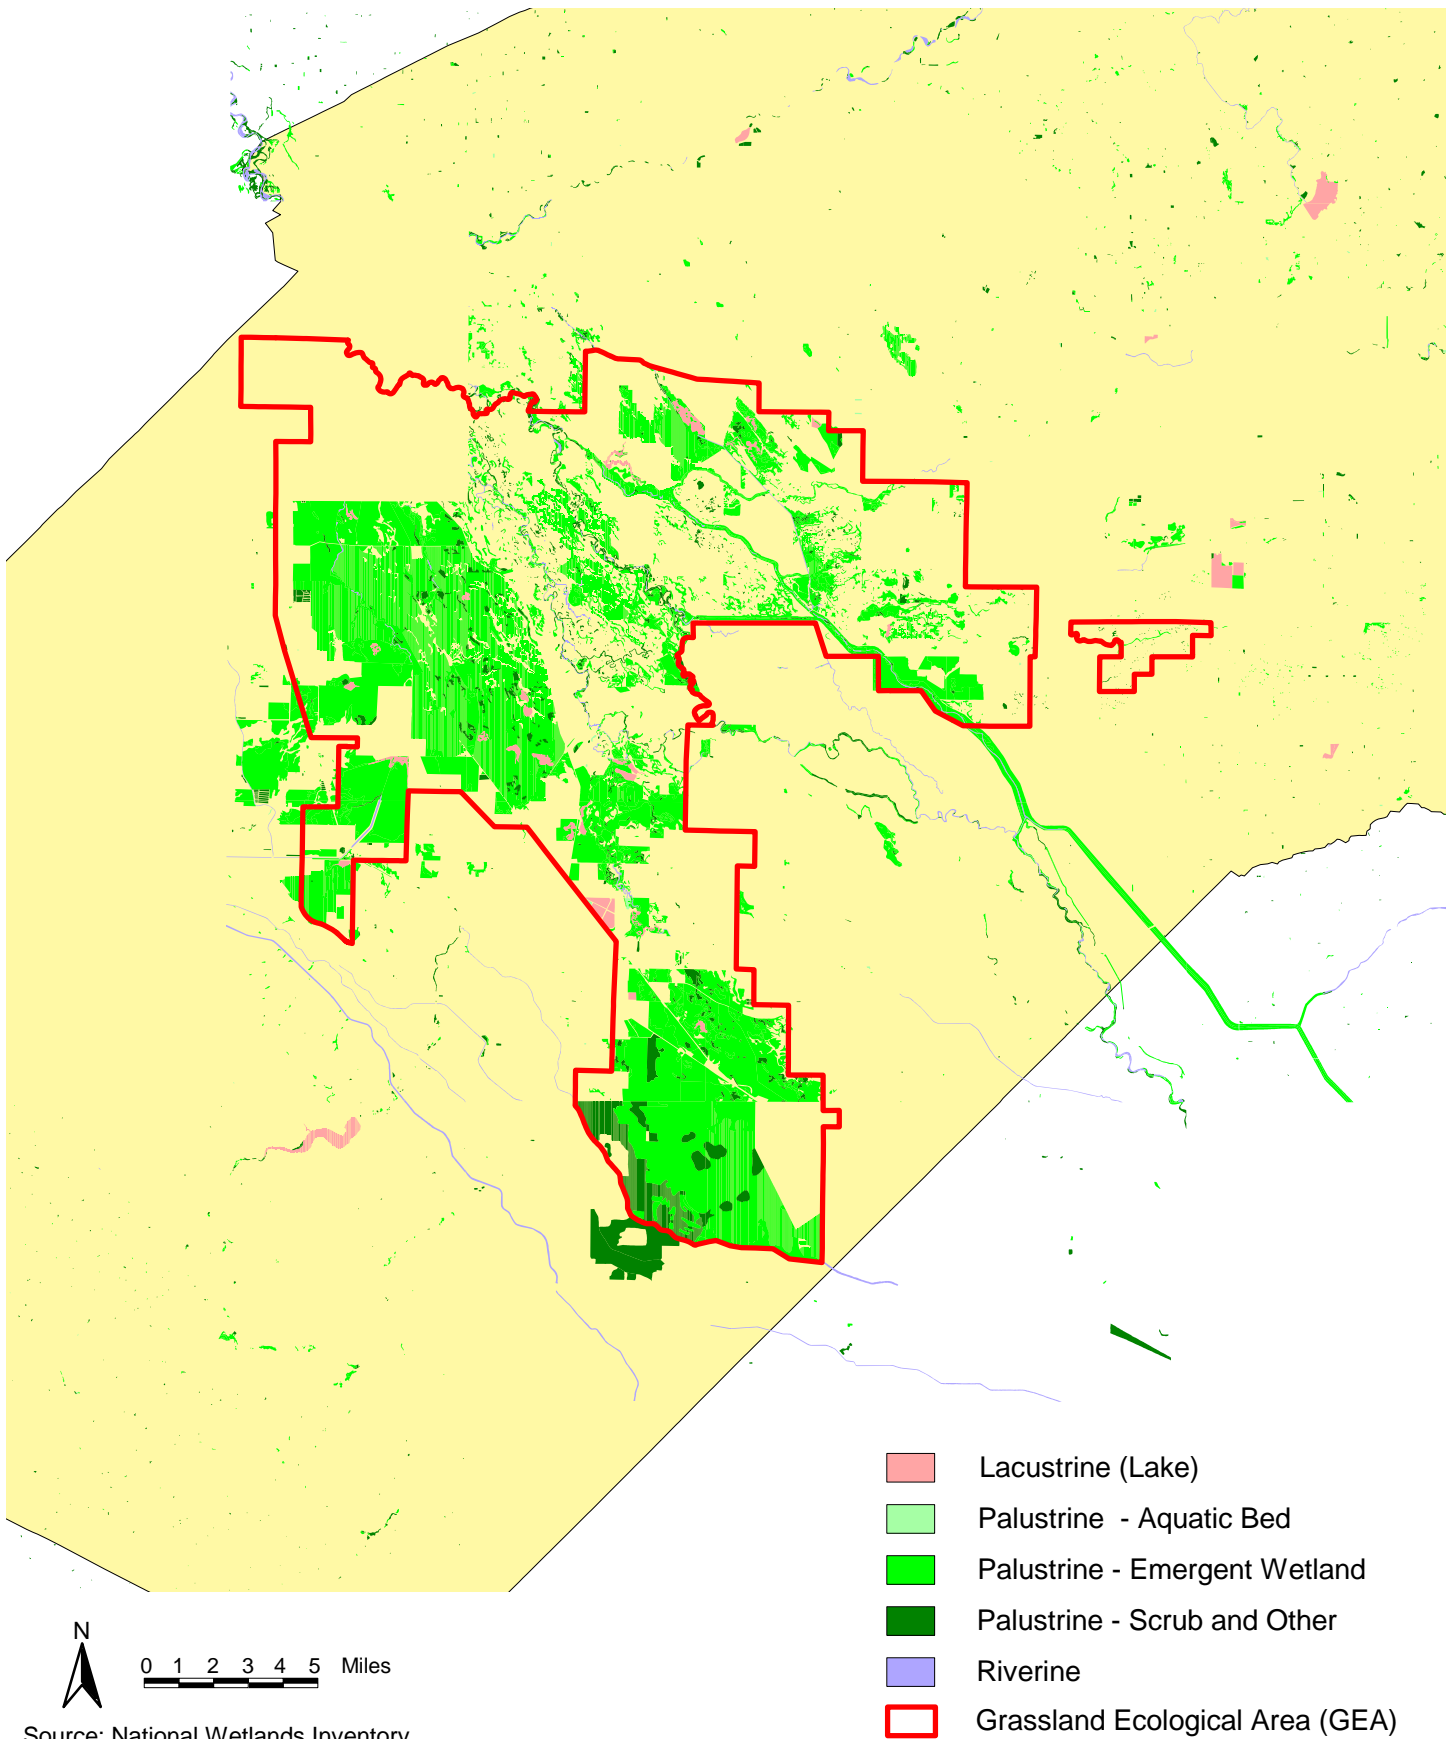 Lacustrine (Lake)
Palustrine - Aquatic Bed
Palustrine - Emergent Wetland
Palustrine - Scrub and Other
Riverine
Grassland Ecological Area (GEA)
N
0 1 2 3 4 5 Miles
Source: National Wetlands Inventory